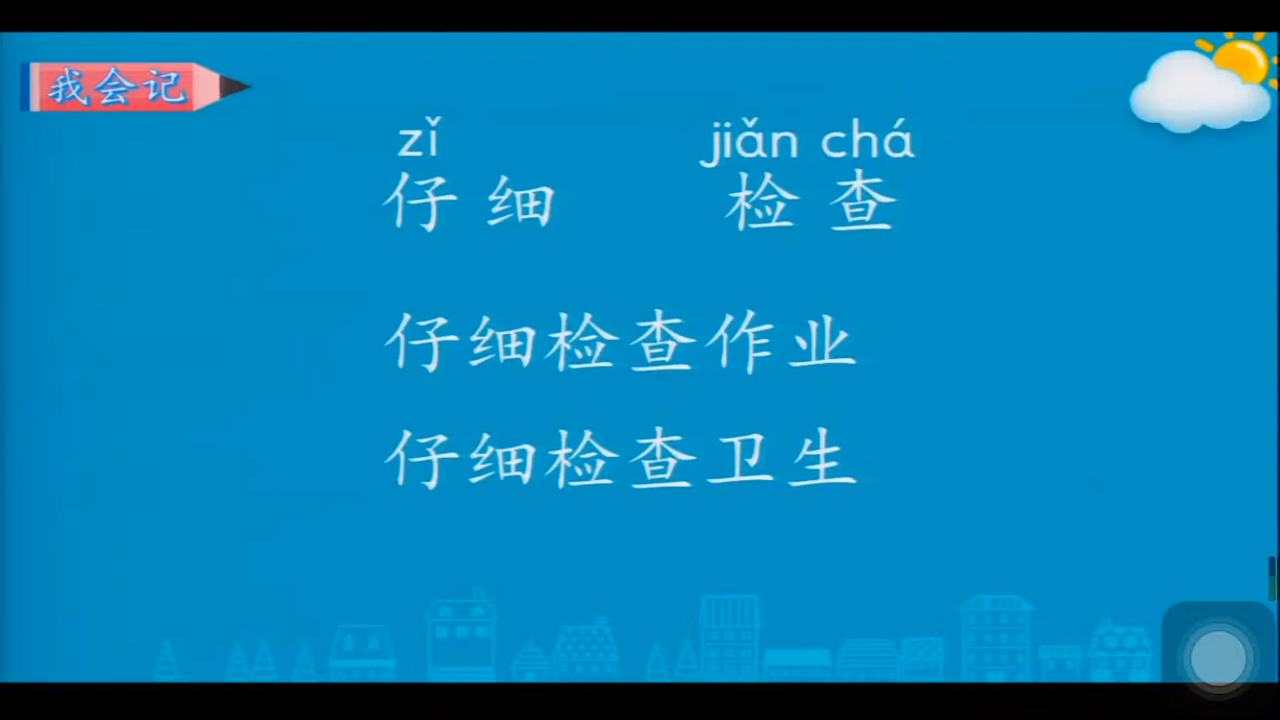 我会记
zǐ jiǎn chá
仔细 检查
仔细检查作业
仔细检查卫生